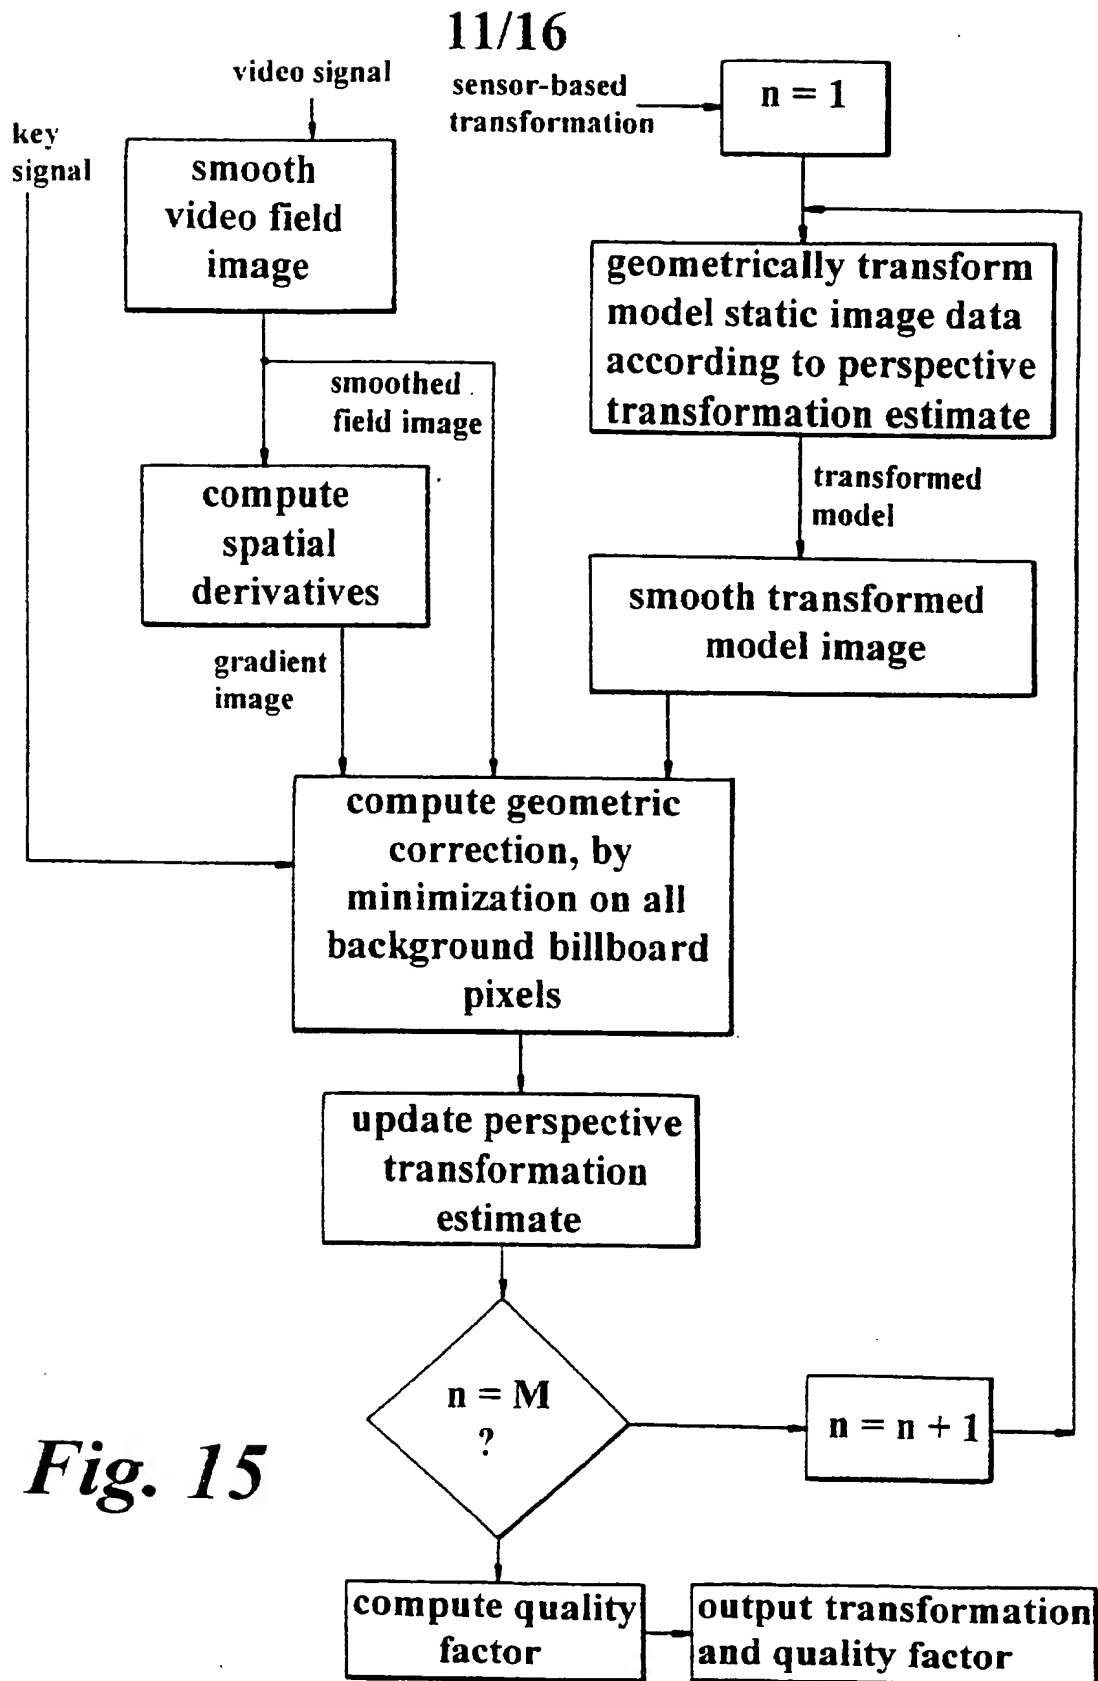 11/16
video signal
sensor-based
transformation
n = 1
key
signal
smooth
video field
image
geometrically transform
model static image data
according to perspective
transformation estimate
smoothed
field image
compute
spatial
derivatives
transformed
model
smooth transformed
model image
gradient
image
compute geometric
correction, by
minimization on all
background billboard
pixels
update perspective
transformation
estimate
n = M
?
n = n + 1
Fig. 15
compute quality
factor
output transformation
and quality factor